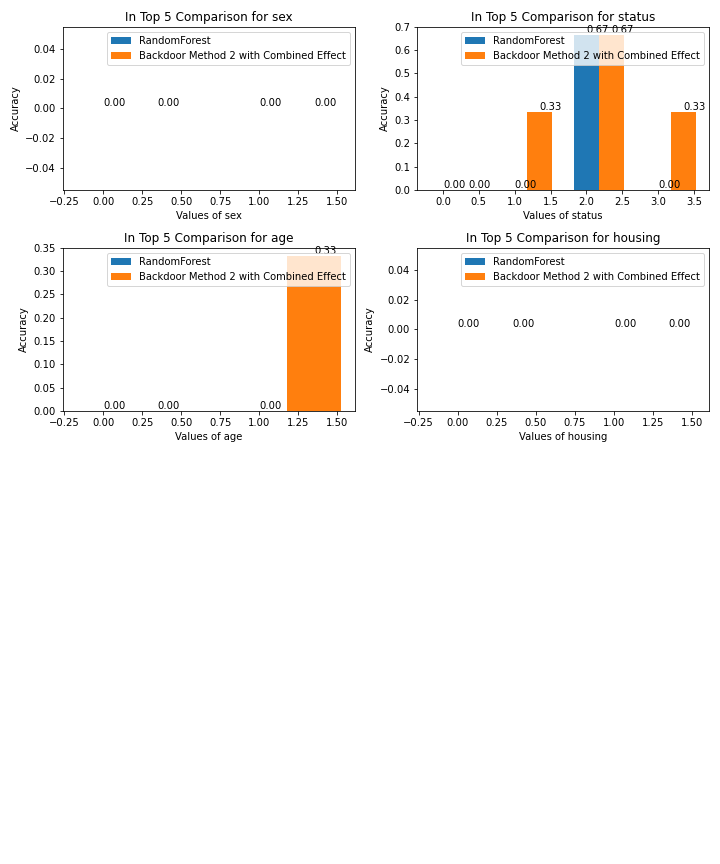 In Top 5 Comparison for sex
RandomForest
Backdoor Method 2 with Combined Effect
Accuracy
0.04
0.02
0.00
−0.02
−0.04
0.00 0.00 0.00 0.00
−0.25 0.00 0.25 0.50 0.75 1.00 1.25 1.50
Values of sex
In Top 5 Comparison for status
RandomForest
Backdoor Method 2 with Combined Effect
Accuracy
0.7
0.6
0.5
0.4
0.3
0.2
0.1
0.0
0.67 0.67
0.33 0.33
0.00 0.00 0.00 0.00
0.0 0.5 1.0 1.5 2.0 2.5 3.0 3.5
Values of status
In Top 5 Comparison for age
RandomForest
Backdoor Method 2 with Combined Effect
Accuracy
0.35
0.30
0.25
0.20
0.15
0.10
0.05
0.00
0.33
0.00 0.00 0.00
−0.25 0.00 0.25 0.50 0.75 1.00 1.25 1.50
Values of age
In Top 5 Comparison for housing
RandomForest
Backdoor Method 2 with Combined Effect
Accuracy
0.04
0.02
0.00
−0.02
−0.04
0.00 0.00 0.00 0.00
−0.25 0.00 0.25 0.50 0.75 1.00 1.25 1.50
Values of housing